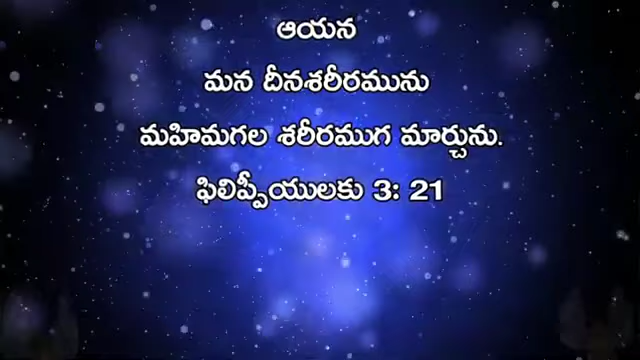 ఆయన
మన దీనశరీరమును
మహిమగల శరీరముగ మార్చును.
ఫిలిప్పీయులకు 3: 21